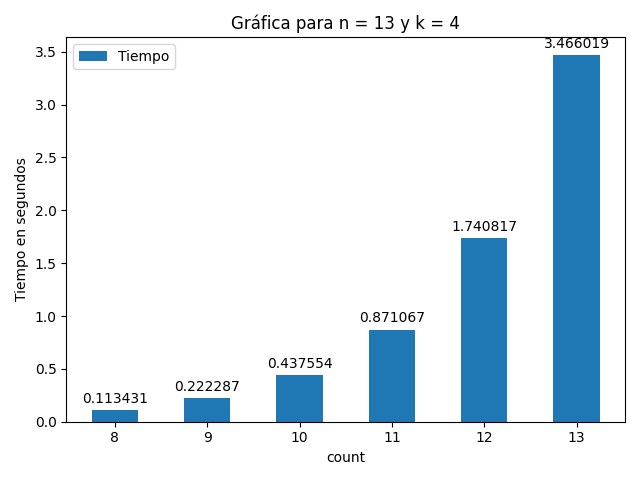 Gráfica para n = 13 y k = 4
Tiempo
Tiempo en segundos
3.5
3.0
2.5
2.0
1.5
1.0
0.5
0.0
0.113431
0.222287
0.437554
0.871067
1.740817
3.466019
8 9 10 11 12 13
count